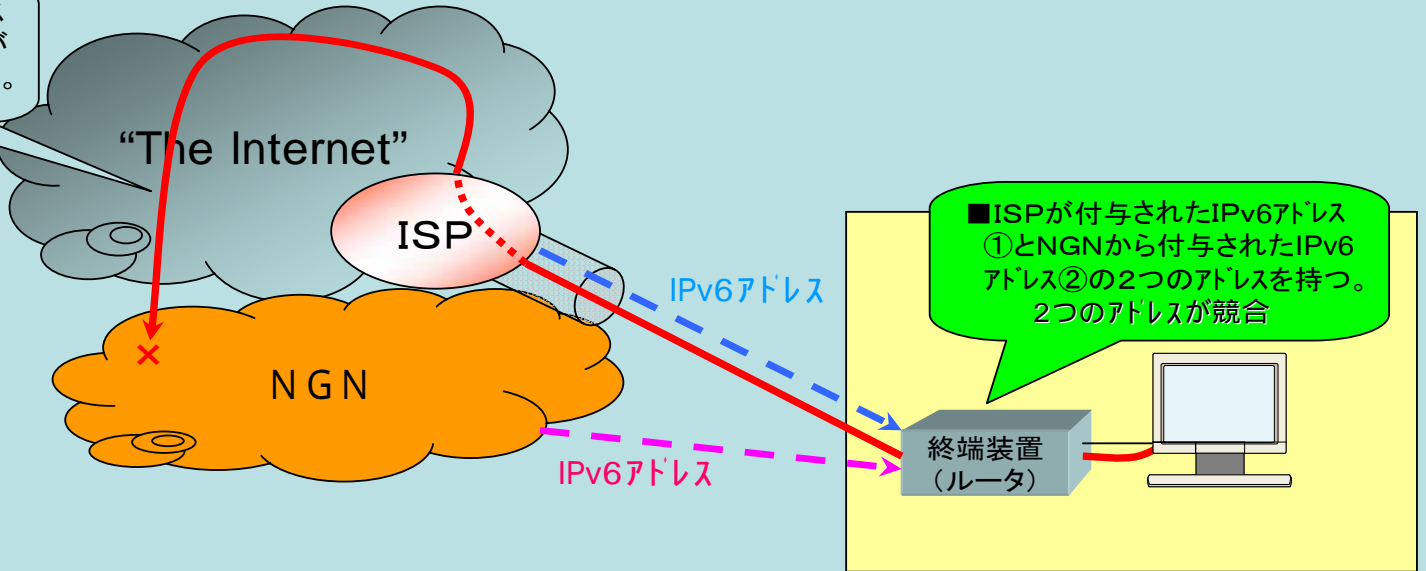 が
。
“The Internet”
ISP
NGN
IPv6ｱﾄﾞﾚｽ
IPv6ｱﾄﾞﾚｽ
■ISPが付与されたIPv6ｱﾄﾞﾚｽ
①とNGNから付与されたIPv6
ｱﾄﾞﾚｽ②の２つのｱﾄﾞﾚｽを持つ。
２つのｱﾄﾞﾚｽが競合
終端装置
（ルータ）